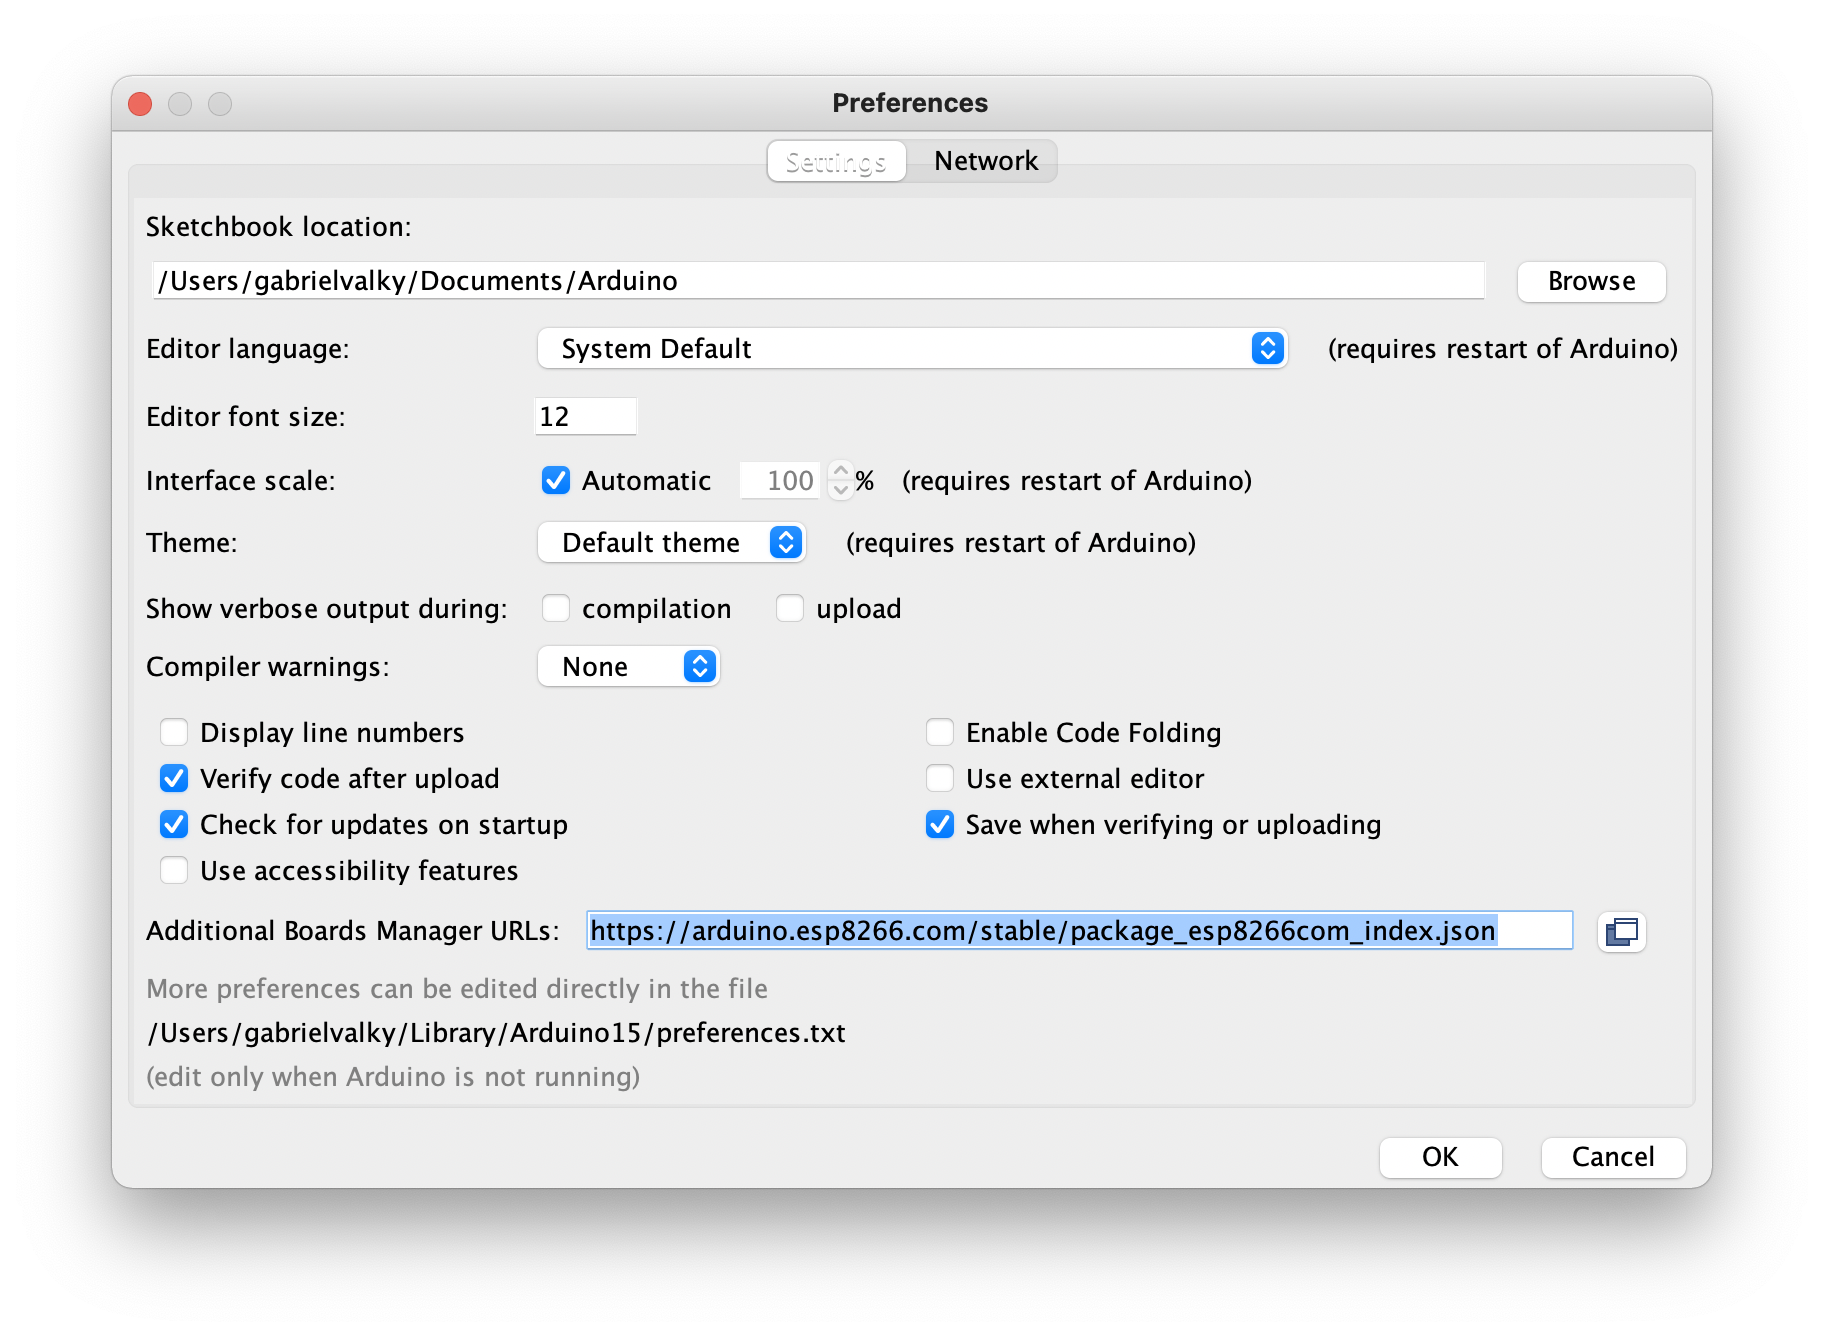 Preferences
Settings Network
Sketchbook location:
/Users/gabrielvalky/Documents/Arduino Browse
Editor language: System Default (requires restart of Arduino)
Editor font size: 12
Interface scale: Automatic 100 % (requires restart of Arduino)
Theme: Default theme (requires restart of Arduino)
Show verbose output during: compilation upload
Compiler warnings: None
Display line numbers Enable Code Folding
Verify code after upload Use external editor
Check for updates on startup Save when verifying or uploading
Use accessibility features
Additional Boards Manager URLs: https://arduino.esp8266.com/stable/package_esp8266com_index.json
More preferences can be edited directly in the file
/Users/gabrielvalky/Library/Arduino15/preferences.txt
(edit only when Arduino is not running)
OK Cancel